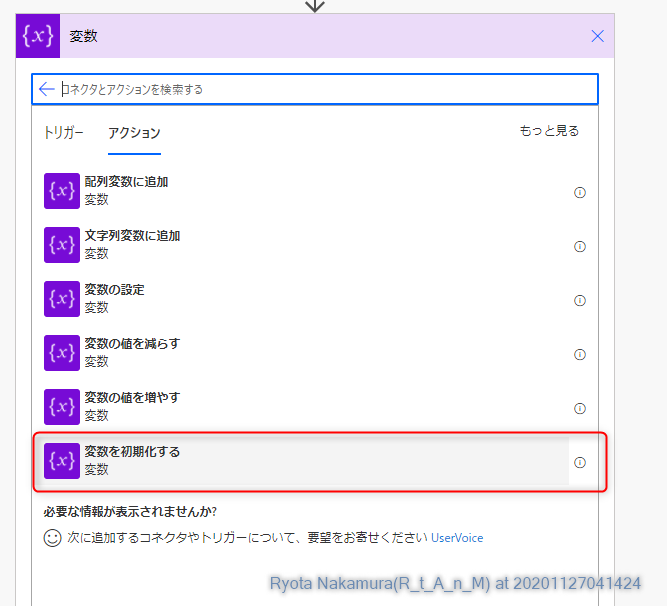 {x} 変数
コネクタとアクションを検索する
トリガー アクション もっと見る
{x} 配列変数に追加
変数
{x} 文字列変数に追加
変数
{x} 変数の設定
変数
{x} 変数の値を減らす
変数
{x} 変数の値を増やす
変数
{x} 変数を初期化する
変数
必要な情報が表示されませんか?
次に追加するコネクタやトリガーについて、要望をお寄せください UserVoice
Ryota Nakamura(R_t_A_n_M) at 20201127041424